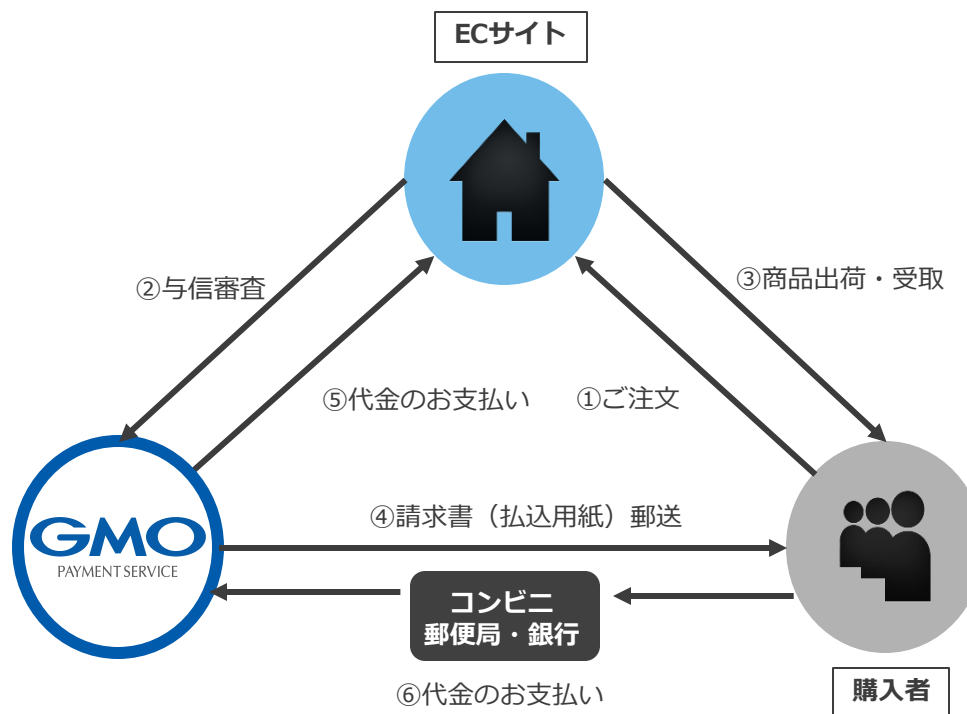 ECサイト
②与信審査
③商品出荷・受取
⑤代金のお支払い
①ご注文
④請求書（払込用紙）郵送
GMO
PAYMENT SERVICE
コンビニ
郵便局・銀行
⑥代金のお支払い
購入者